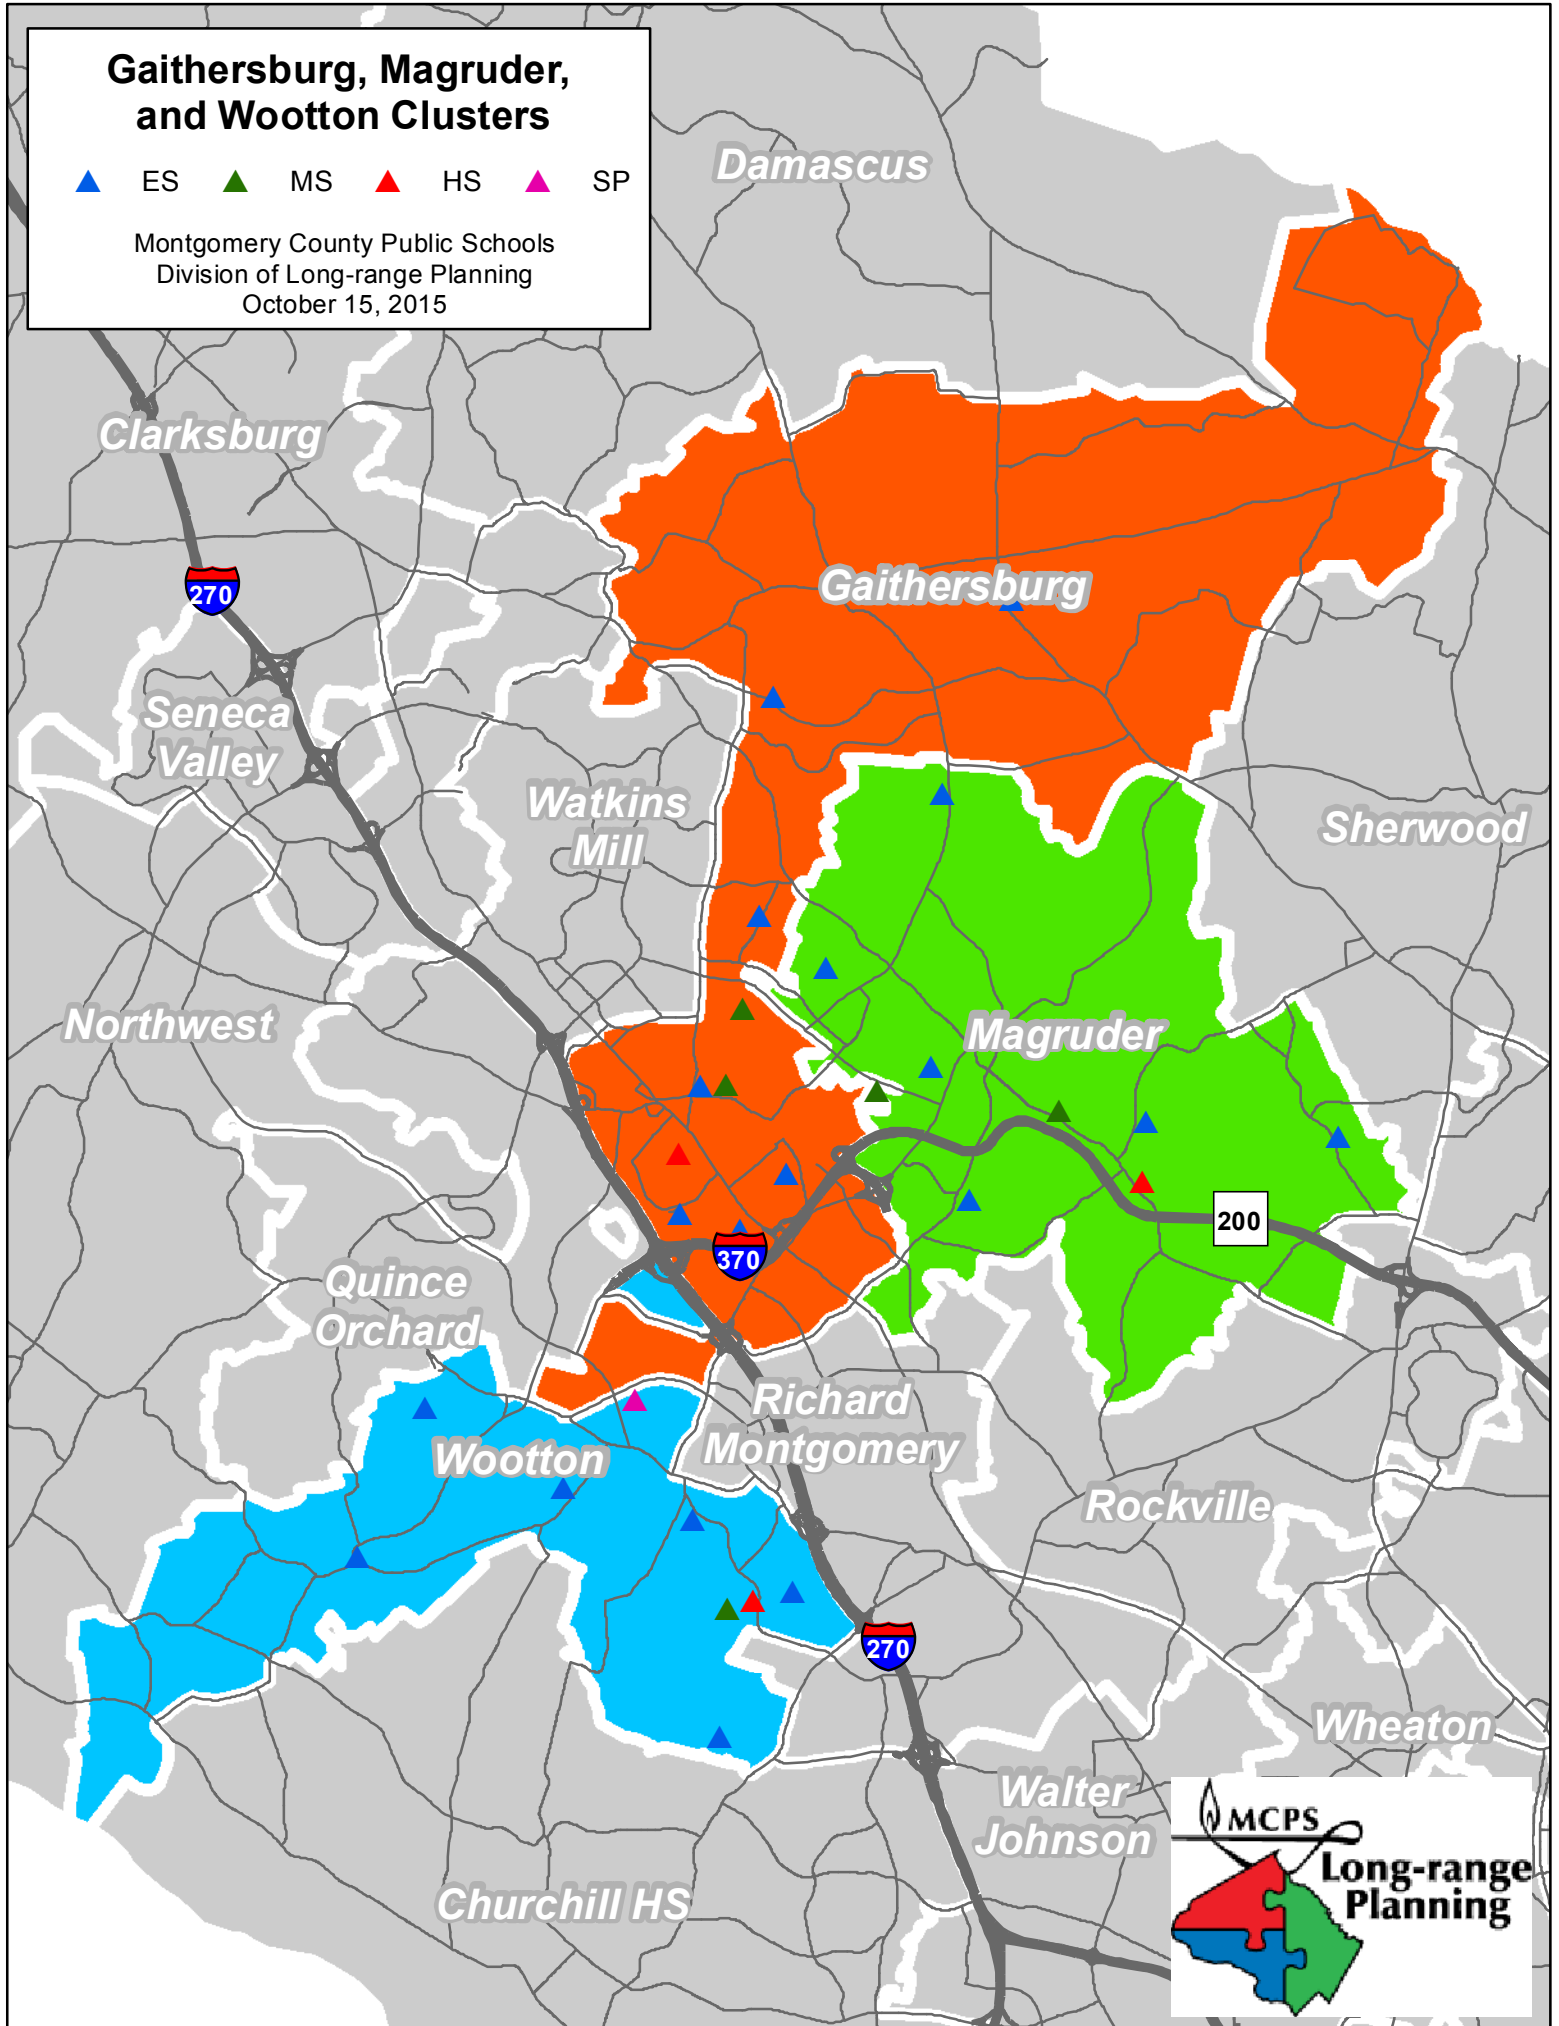 Gaithersburg, Magruder,
and Wootton Clusters
ES MS HS SP
Montgomery County Public Schools
Division of Long-range Planning
October 15, 2015
Damascus
Clarksburg
270
Gaithersburg
Seneca
Valley
Watkins
Mill
Sherwood
Northwest
Magruder
200
370
Quince
Orchard
Richard
Montgomery
Wootton
Rockville
270
Wheaton
Walter
Johnson
Churchill HS
MCPS
Long-range
Planning